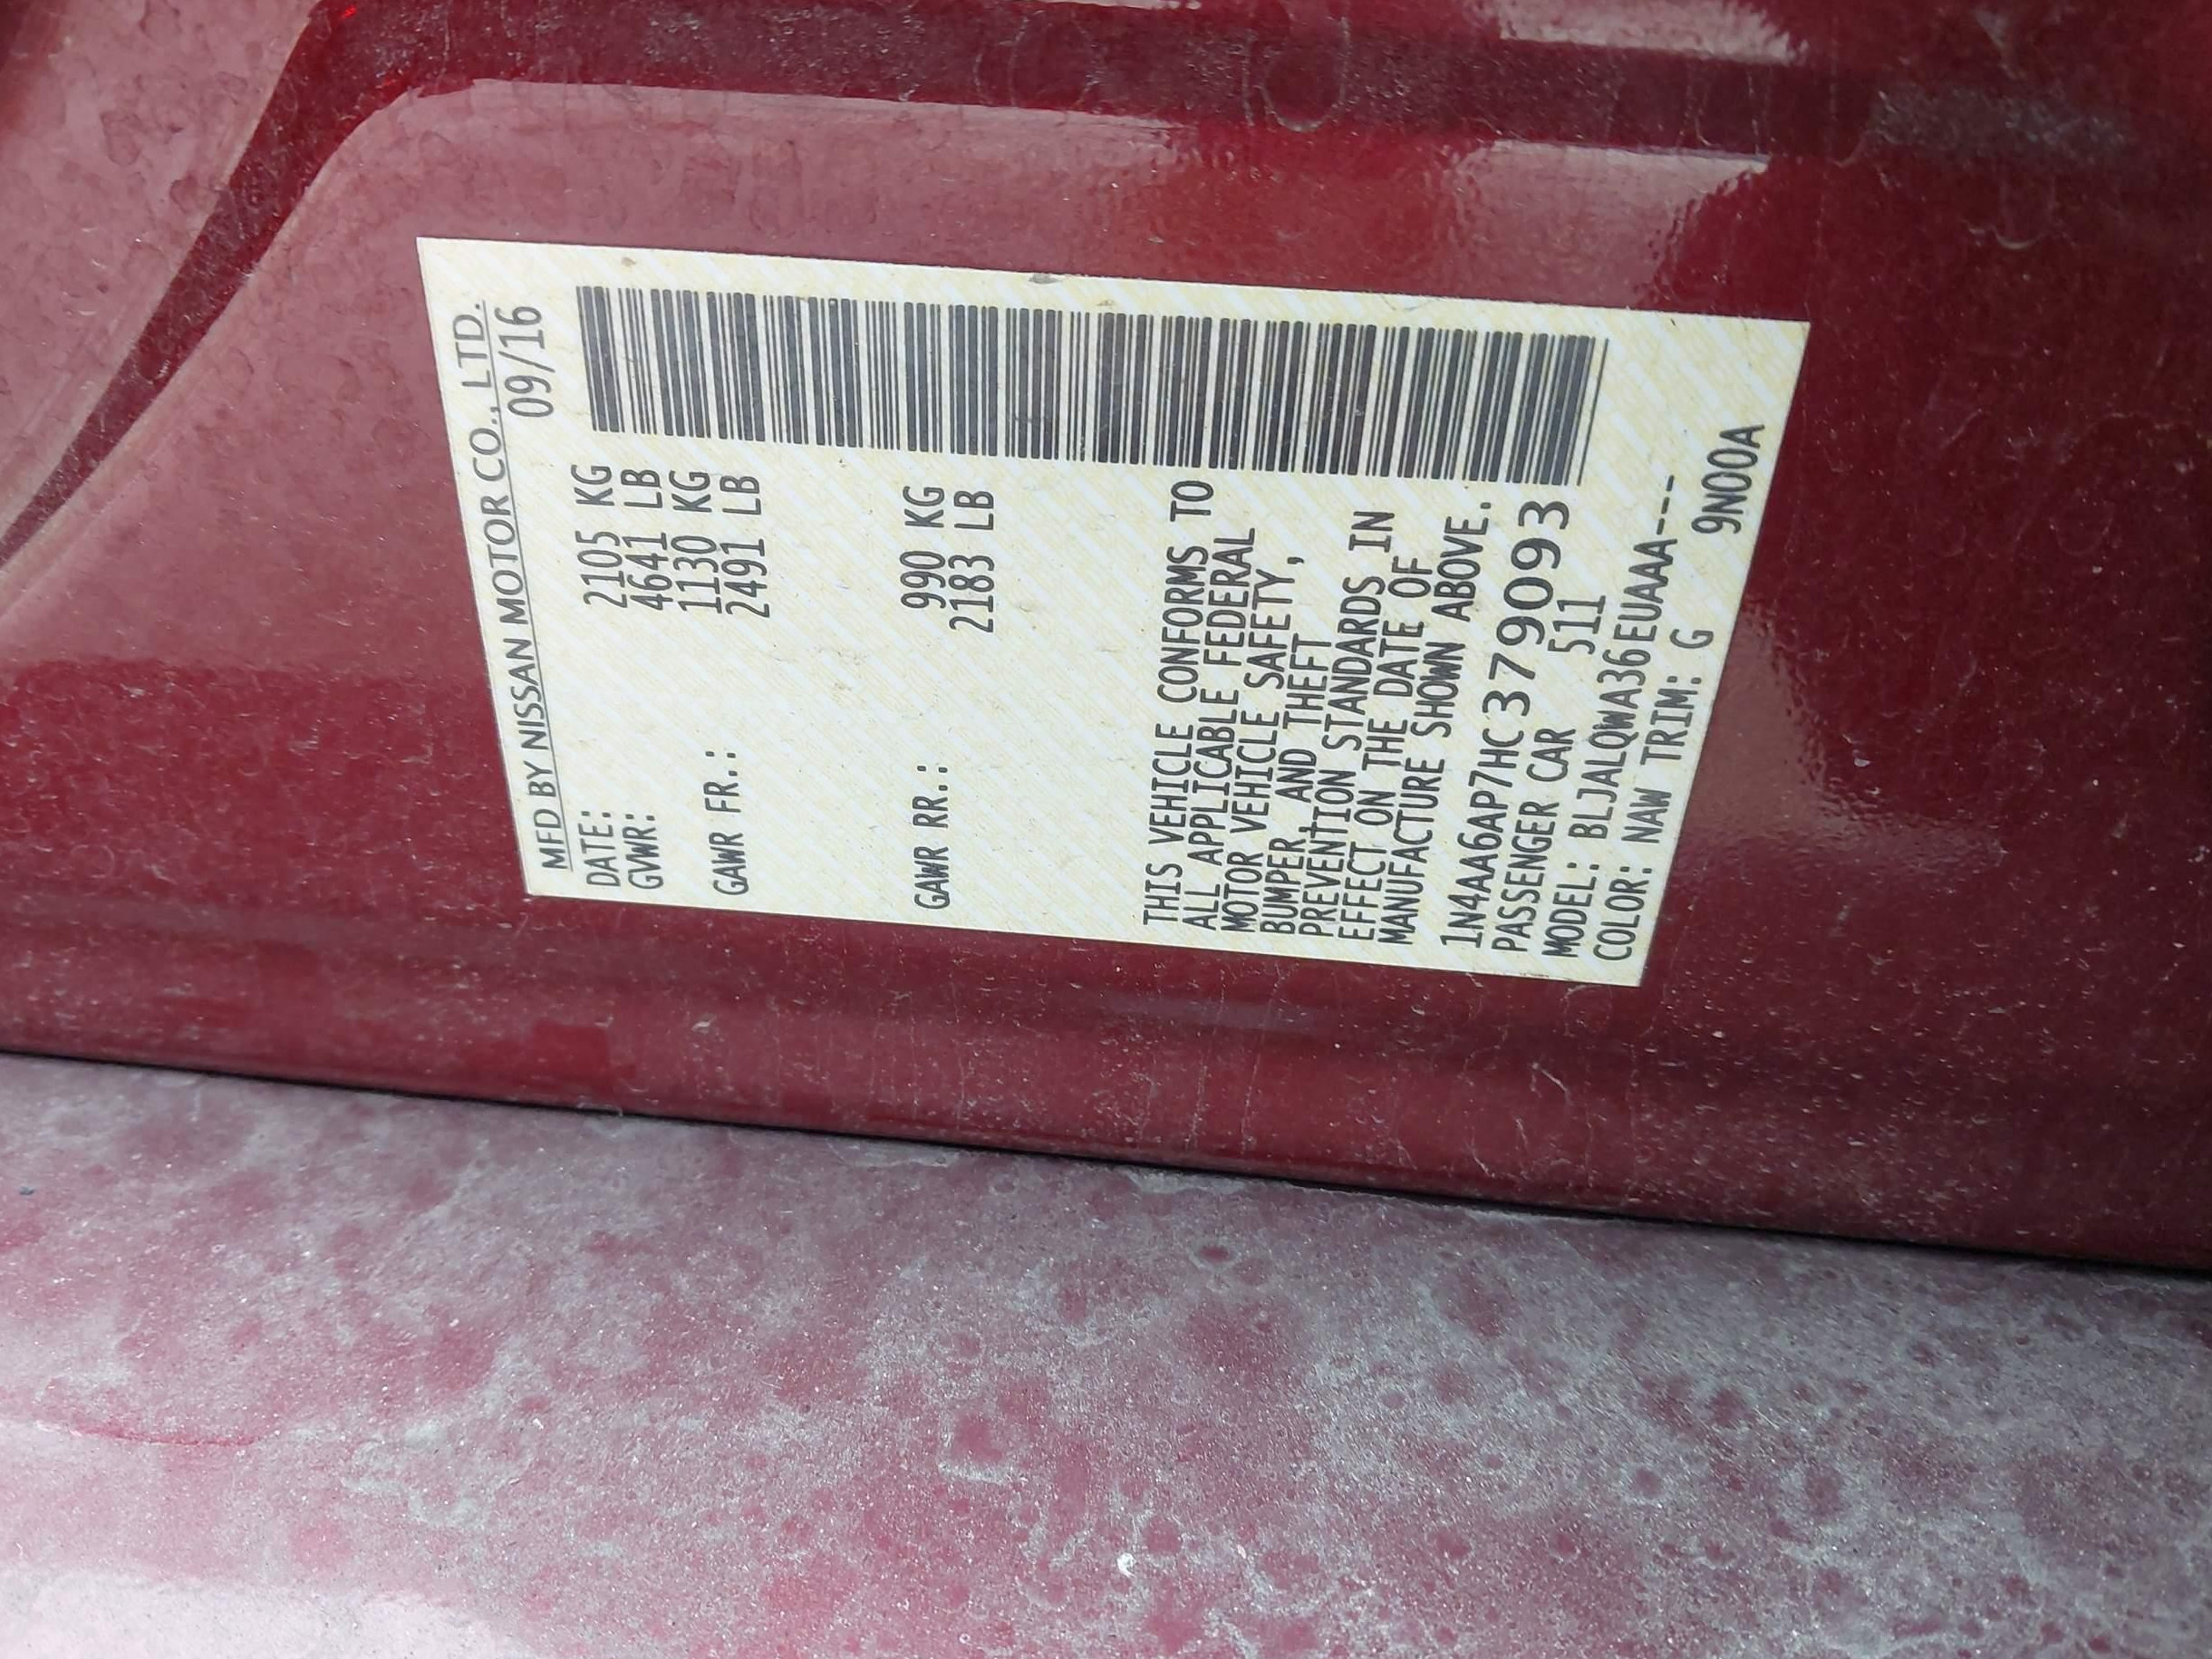 MFD BY NISSAN MOTOR CO., LTD.
DATE: 09/16
GVWR: 2105 KG
4641 LB
GAWR FR.: 1130 KG
2491 LB
GAWR RR.: 990 KG
2183 LB
THIS VEHICLE CONFORMS TO
ALL APPLICABLE FEDERAL
MOTOR VEHICLE SAFETY,
BUMPER, AND THEFT
PREVENTION STANDARDS IN
EFFECT ON THE DATE OF
MANUFACTURE SHOWN ABOVE.
1N4AA6AP7HC379093
PASSENGER CAR 511
MODEL: BLJALQWA36EUAAA---
COLOR: NAW TRIM: G 9N00A